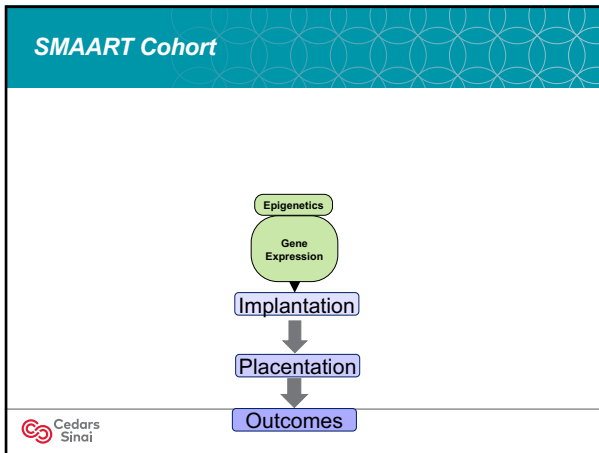 SMAART Cohort
Epigenetics
Gene
Expression
Implantation
Placentation
Outcomes
Cedars
Sinai